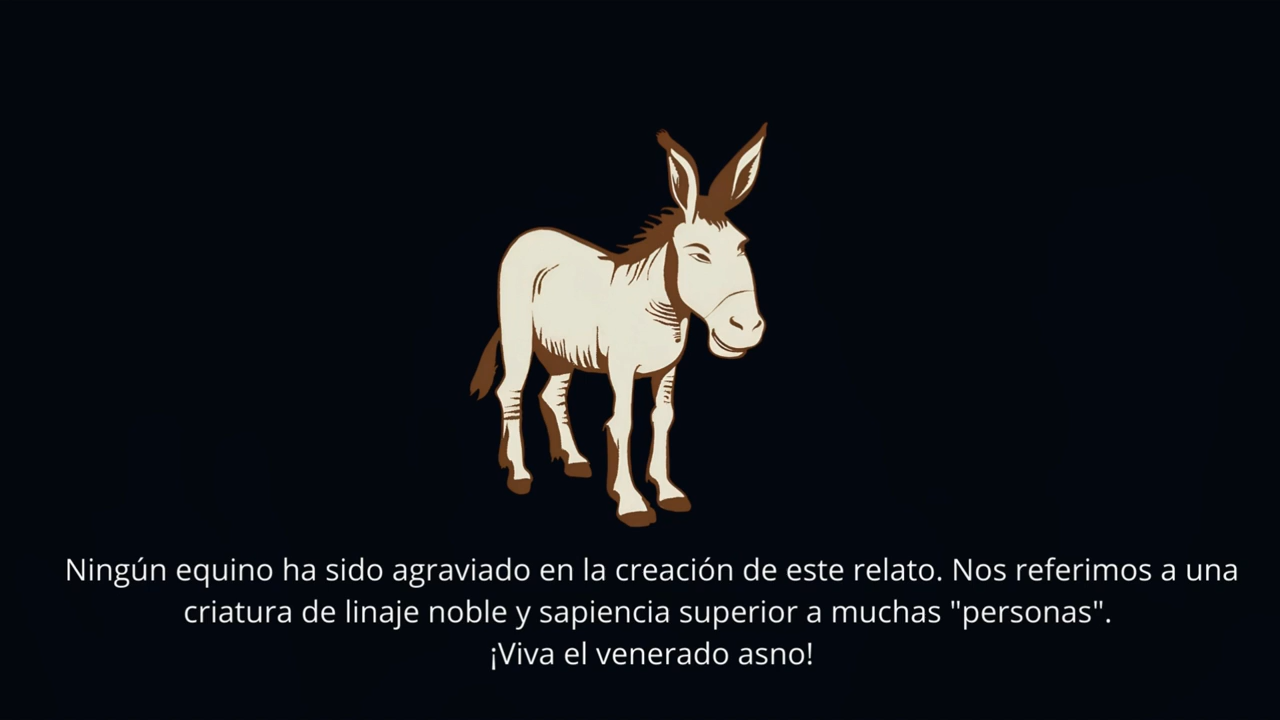 Ningún equino ha sido agraviado en la creación de este relato. Nos referimos a una
criatura de linaje noble y sapiencia superior a muchas "personas".
¡Viva el venerado asno!